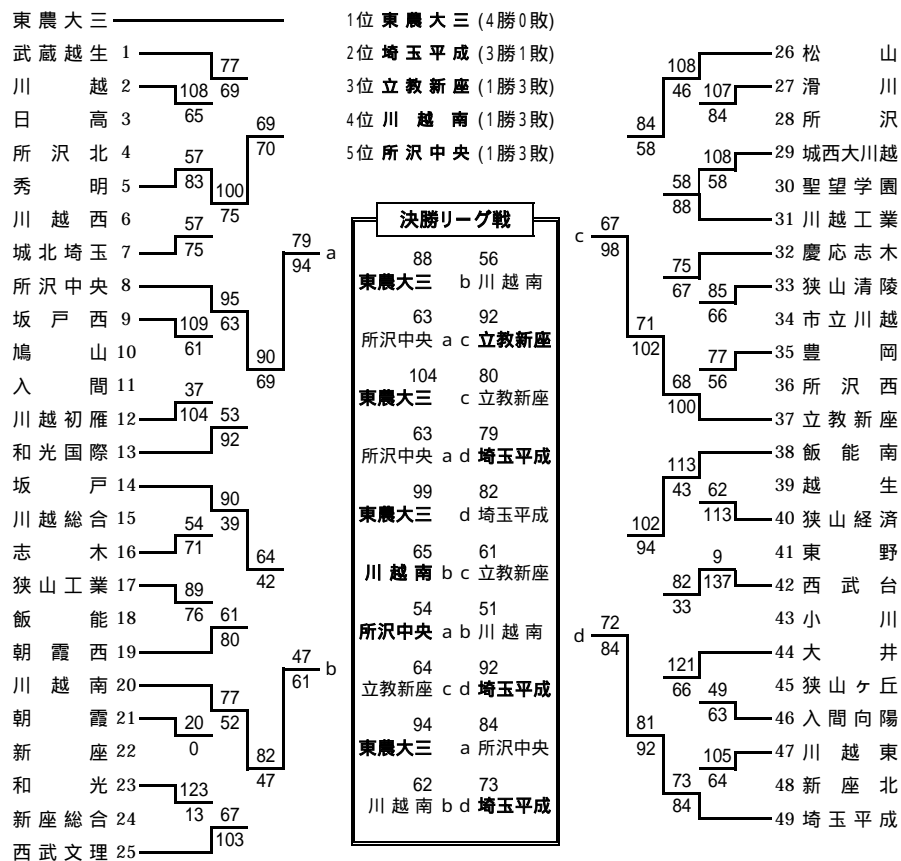 東農大三
武蔵越生 1
川越 2
日高 3
所沢北 4
秀明 5
川越西 6
城北埼玉 7
所沢中央 8
坂戸西 9
鳩山 10
入間 11
川越初雁 12
和光国際 13
坂戸 14
川越総合 15
志木 16
狭山工業 17
飯能 18
朝霞西 19
川越南 20
朝霞 21
新座 22
和光 23
新座総合 24
西武文理 25
77
69
108
65
69
70
57
83
100
75
57
75
79
94
a
95
63
109
61
90
69
37
104
53
92
90
39
54
71
64
42
89
76
61
80
47
61
b
77
52
20
0
82
47
123
13
67
103
1位 東農大三 (4勝0敗)
2位 埼玉平成 (3勝1敗)
3位 立教新座 (1勝3敗)
4位 川越南 (1勝3敗)
5位 所沢中央 (1勝3敗)
決勝リーグ戦
88 56
東農大三 b 川越南
63 92
所沢中央 a c 立教新座
104 80
東農大三 c 立教新座
63 79
所沢中央 a d 埼玉平成
99 82
東農大三 d 埼玉平成
65 61
川越南 b c 立教新座
54 51
所沢中央 a b 川越南
64 92
立教新座 c d 埼玉平成
94 84
東農大三 a 所沢中央
62 73
川越南 b d 埼玉平成
108
46
107
84
84
58
108
58
58
88
c
67
98
75
67
85
66
71
102
77
56
68
100
113
43
62
113
102
94
9
137
82
33
d
72
84
121
66
49
63
81
92
105
64
73
84
26 松山
27 滑川
28 所沢
29 城西大川越
30 聖望学園
31 川越工業
32 慶応志木
33 狭山清陵
34 市立川越
35 豊岡
36 所沢西
37 立教新座
38 飯能南
39 越生
40 狭山経済
41 東野
42 西武台
43 小川
44 大井
45 狭山ヶ丘
46 入間向陽
47 川越東
48 新座北
49 埼玉平成